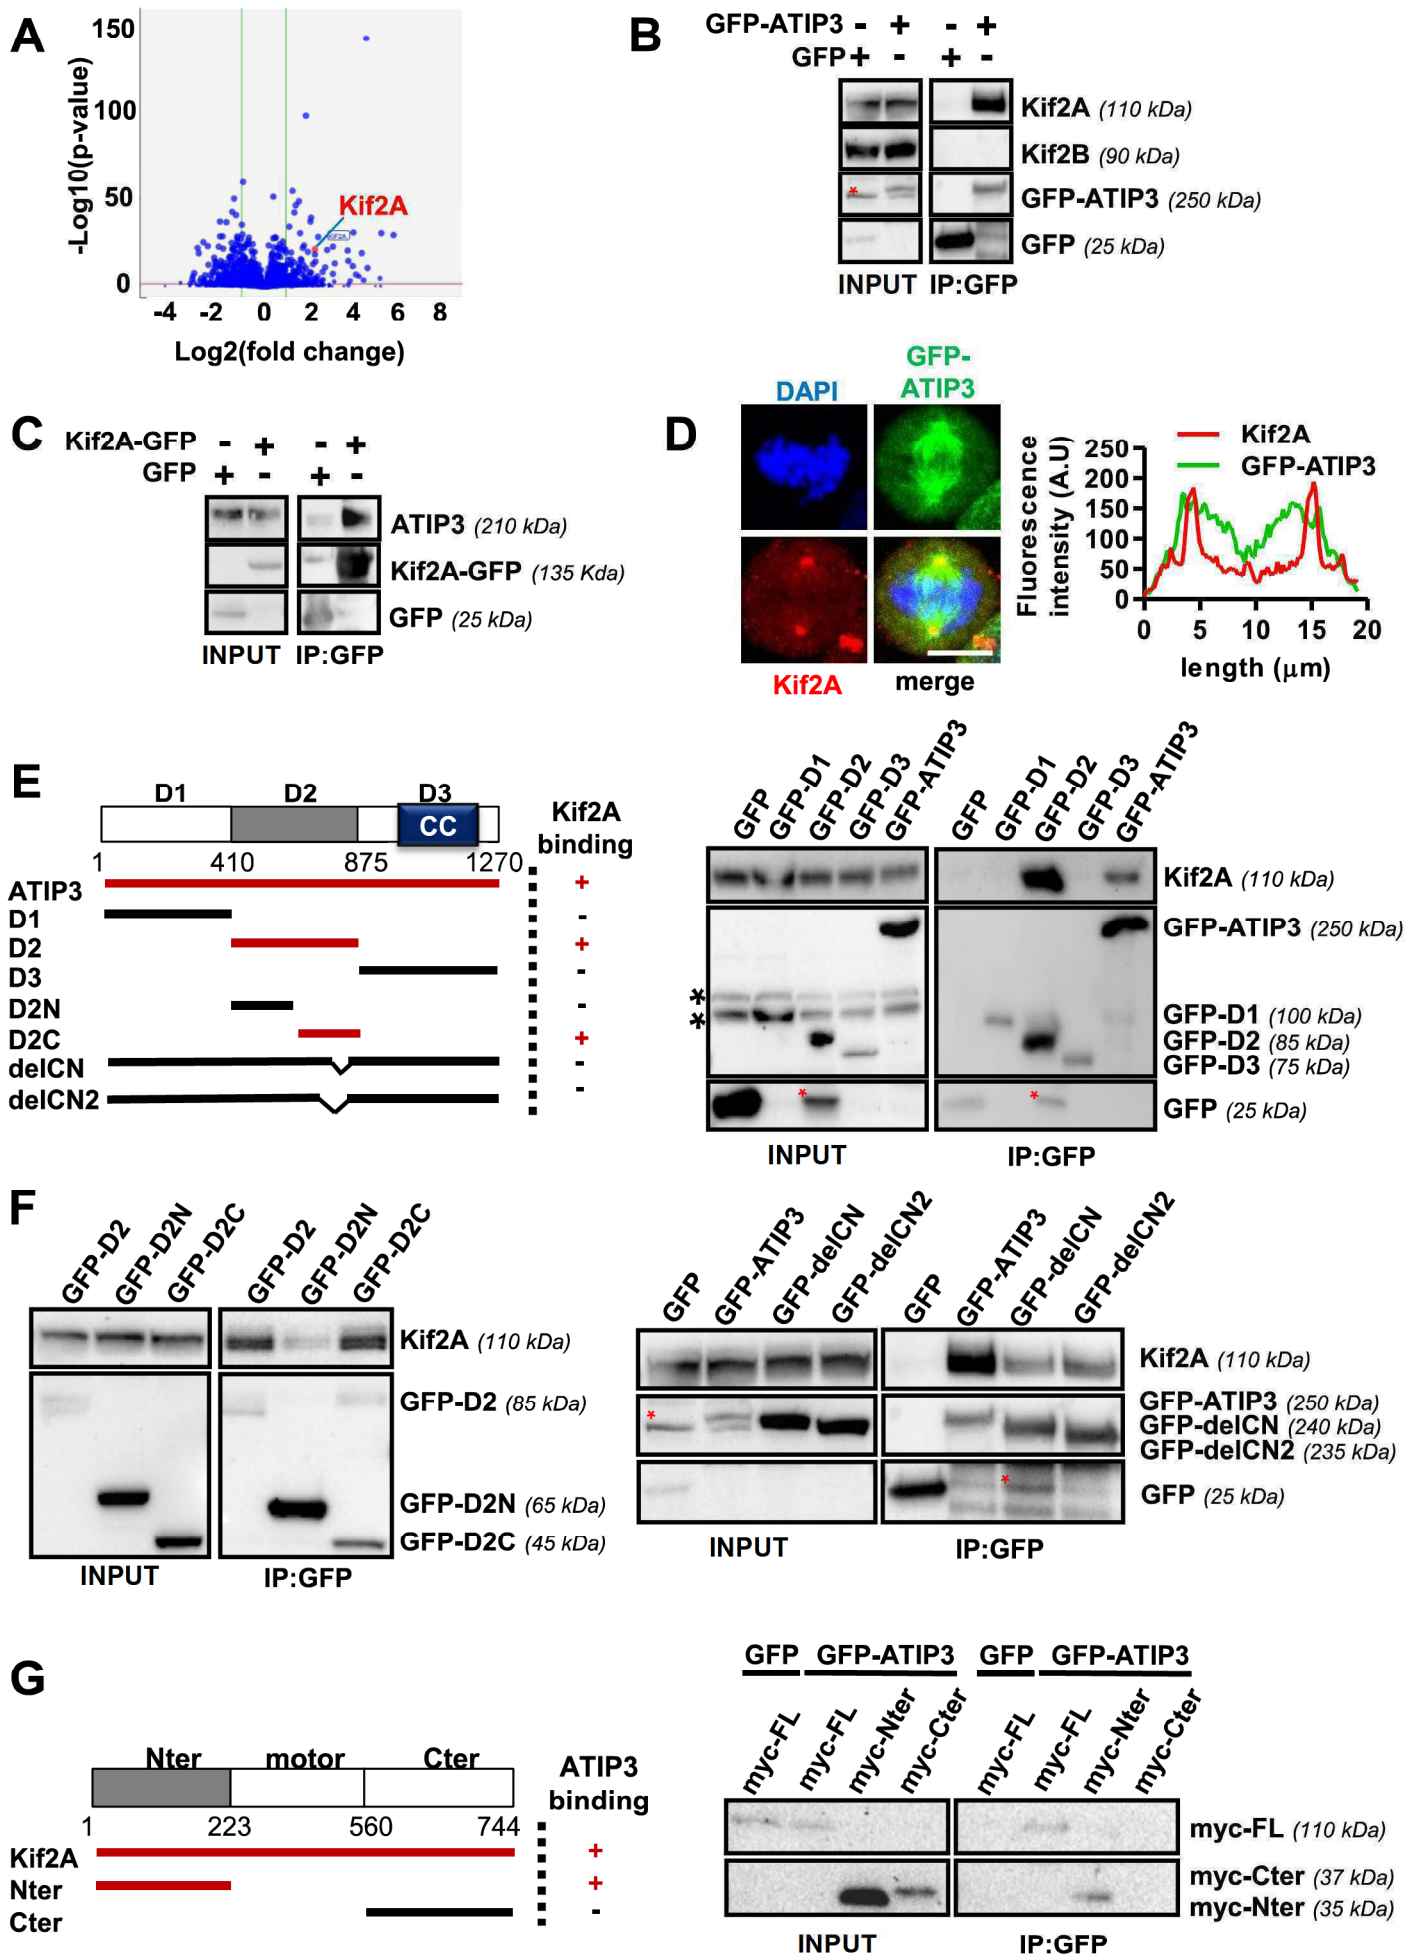 A
-Log10(p-value)
150
100
50
0
Kif2A
KIF2A
-4 -2 0 2 4 6 8
Log2(fold change)
B
GFP-ATIP3 - + - +
GFP + - + -
Kif2A (110 kDa)
Kif2B (90 kDa)
*
GFP-ATIP3 (250 kDa)
GFP (25 kDa)
INPUT IP:GFP
C
Kif2A-GFP - + - +
GFP + - + -
ATIP3 (210 kDa)
Kif2A-GFP (135 Kda)
GFP (25 kDa)
INPUT IP:GFP
D
DAPI
GFP-
ATIP3
Kif2A
merge
Kif2A
GFP-ATIP3
Fluorescence
intensity (A.U)
250
200
150
100
50
0
0 5 10 15 20
length (µm)
E
D1 D2 D3
CC
1 410 875 1270
Kif2A
binding
ATIP3 +
D1 -
D2 +
D3 -
D2N -
D2C +
delCN -
delCN2 -
GFP GFP-D1 GFP-D2 GFP-D3 GFP-ATIP3
GFP GFP-D1 GFP-D2 GFP-D3 GFP-ATIP3
Kif2A (110 kDa)
GFP-ATIP3 (250 kDa)
*
*
GFP-D1 (100 kDa)
GFP-D2 (85 kDa)
GFP-D3 (75 kDa)
* *
GFP (25 kDa)
INPUT IP:GFP
F
GFP-D2 GFP-D2N GFP-D2C
GFP-D2 GFP-D2N GFP-D2C
Kif2A (110 kDa)
GFP-D2 (85 kDa)
GFP-D2N (65 kDa)
GFP-D2C (45 kDa)
INPUT IP:GFP
GFP GFP-ATIP3 GFP-delCN GFP-delCN2
GFP GFP-ATIP3 GFP-delCN GFP-delCN2
Kif2A (110 kDa)
*
GFP-ATIP3 (250 kDa)
GFP-delCN (240 kDa)
GFP-delCN2 (235 kDa)
*
GFP (25 kDa)
INPUT IP:GFP
G
Nter motor Cter
1 223 560 744
ATIP3
binding
Kif2A +
Nter +
Cter -
GFP GFP-ATIP3 GFP GFP-ATIP3
myc-FL myc-FL myc-Nter myc-Cter
myc-FL myc-FL myc-Nter myc-Cter
myc-FL (110 kDa)
myc-Cter (37 kDa)
myc-Nter (35 kDa)
INPUT IP:GFP